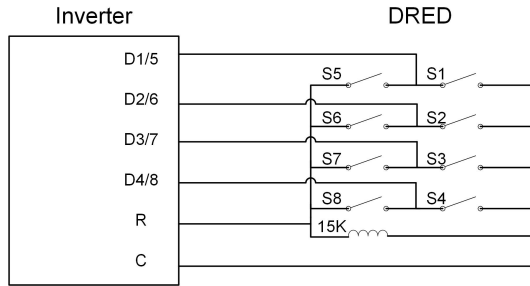 Inverter
DRED
D1/5
S5
S1
D2/6
S6
S2
D3/7
S7
S3
D4/8
S8
S4
R
15K
C